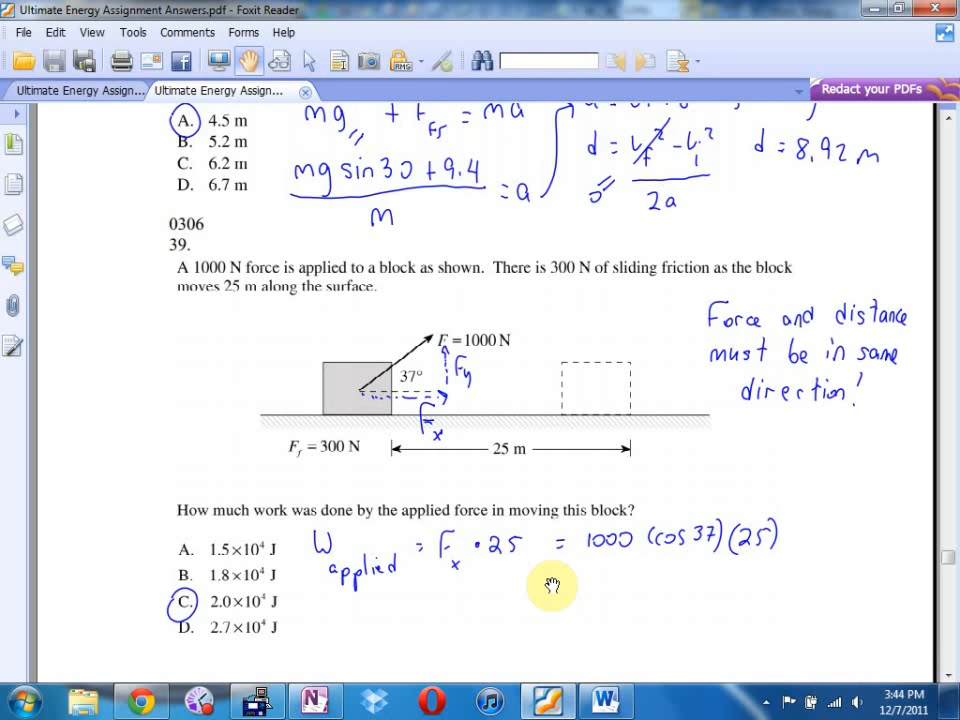 Ultimate Energy Assignment Answers.pdf - Foxit Reader
File Edit View Tools Comments Forms Help
Ultimate Energy Assign... Ultimate Energy Assign... Redact your PDFs
A. 4.5 m
B. 5.2 m
C. 6.2 m
D. 6.7 m
mg// + Ffr = ma
mg sin30 + 9.4
m
= a
d = vf² - vi²
0
2a
d = 8.92 m
0306
39.
A 1000 N force is applied to a block as shown. There is 300 N of sliding friction as the block
moves 25 m along the surface.
F = 1000 N
37°
Fy
Fx
Ff = 300 N
25 m
Force and distance
must be in same
direction!
How much work was done by the applied force in moving this block?
A. 1.5×10⁴ J
B. 1.8×10⁴ J
C. 2.0×10⁴ J
D. 2.7×10⁴ J
W applied = Fx • 25 = 1000 (cos 37)(25)
3:44 PM
12/7/2011